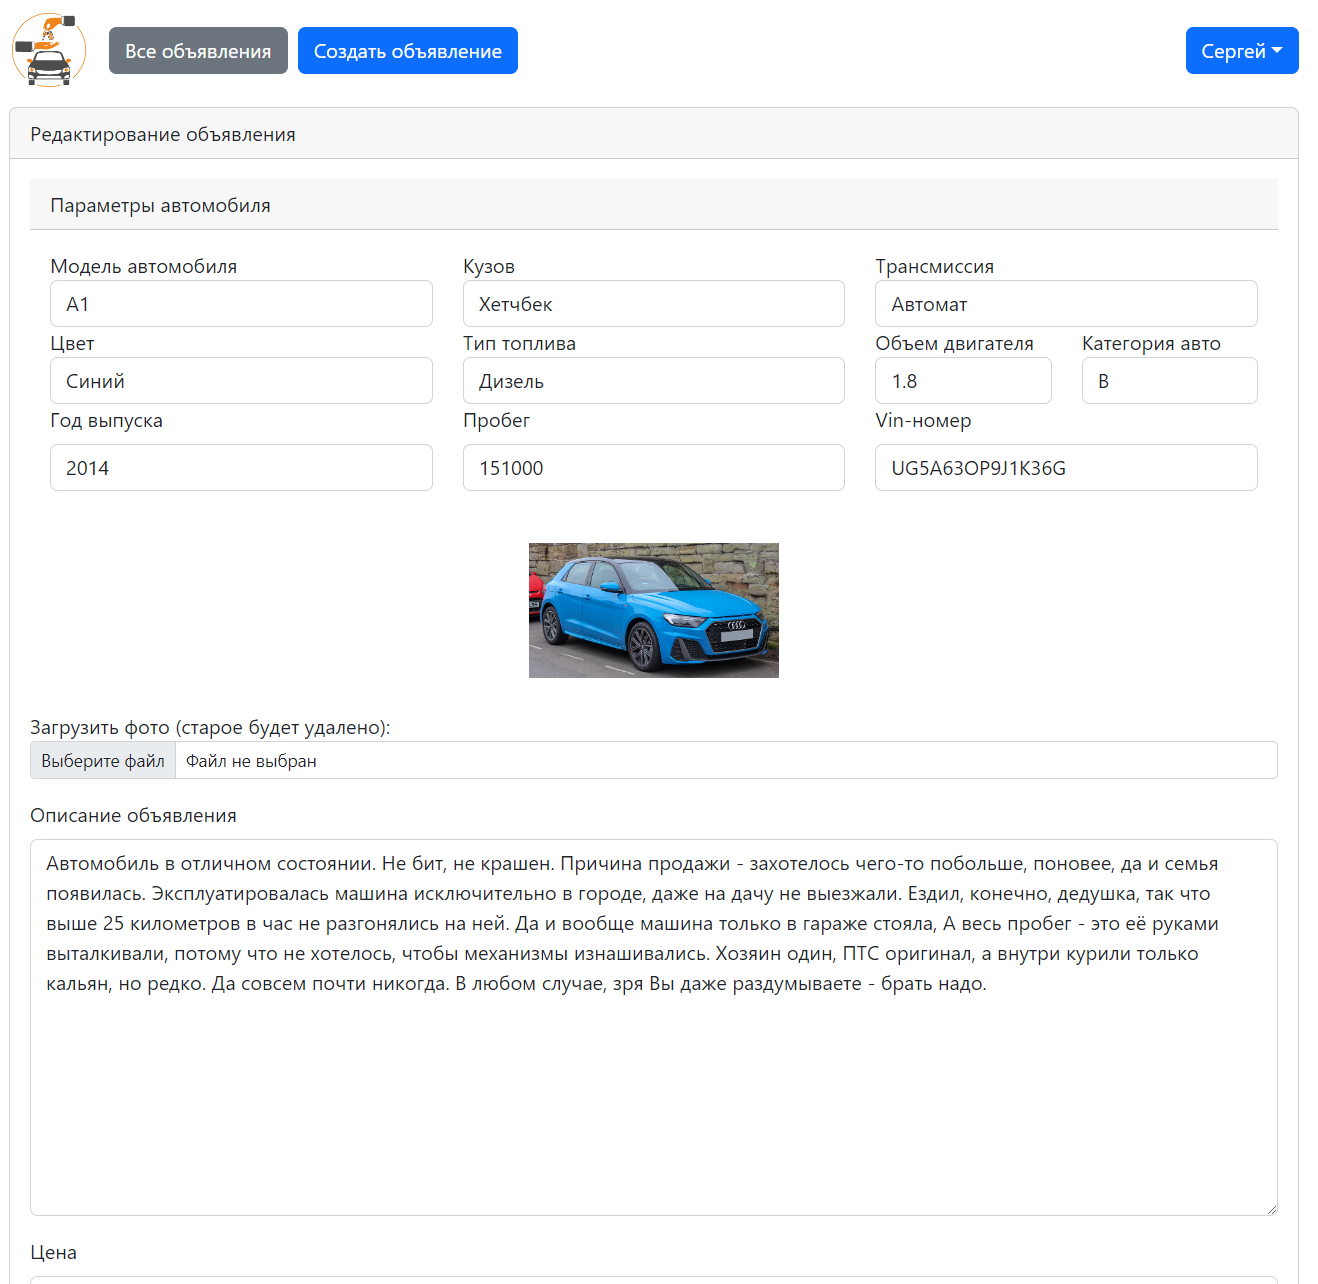 Все объявления
Создать объявление
Сергей
Редактирование объявления
Параметры автомобиля
Модель автомобиля
Кузов
Трансмиссия
A1
Хетчбек
Автомат
Цвет
Тип топлива
Объем двигателя
Категория авто
Синий
Дизель
1.8
B
Год выпуска
Пробег
Vin-номер
2014
151000
UG5A63OP9J1K36G
Загрузить фото (старое будет удалено):
Выберите файл
Файл не выбран
Описание объявления
Автомобиль в отличном состоянии. Не бит, не крашен. Причина продажи - захотелось чего-то побольше, поновее, да и семья
появилась. Эксплуатировалась машина исключительно в городе, даже на дачу не выезжали. Ездил, конечно, дедушка, так что
выше 25 километров в час не разгонялись на ней. Да и вообще машина только в гараже стояла, А весь пробег - это её руками
выталкивали, потому что не хотелось, чтобы механизмы изнашивались. Хозяин один, ПТС оригинал, а внутри курили только
кальян, но редко. Да совсем почти никогда. В любом случае, зря Вы даже раздумываете - брать надо.
Цена